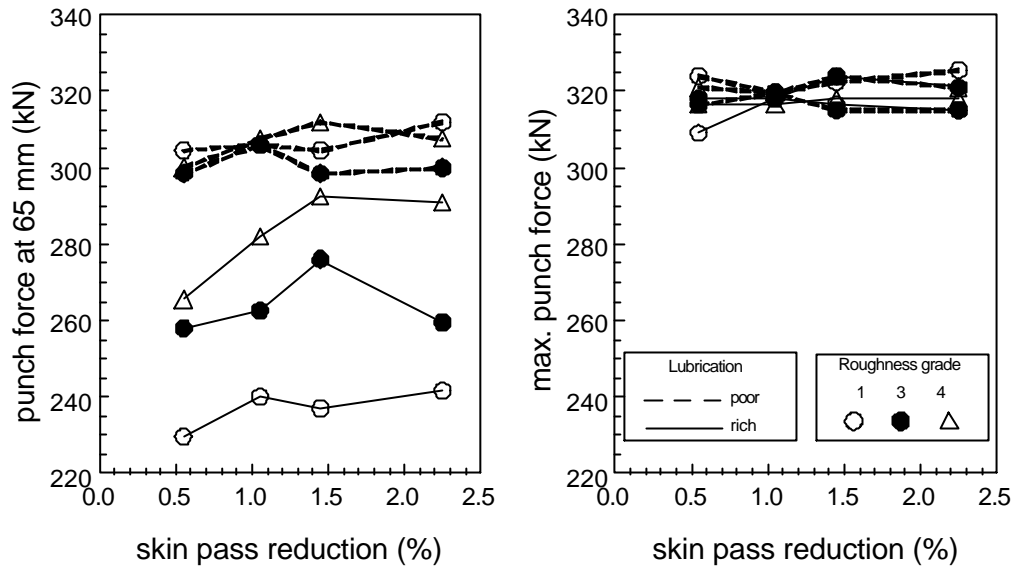 340
320
300
280
260
240
220
0.0 0.5 1.0 1.5 2.0 2.5
punch force at 65 mm (kN)
skin pass reduction (%)
340
320
300
280
260
240
220
0.0 0.5 1.0 1.5 2.0 2.5
max. punch force (kN)
skin pass reduction (%)
Lubrication
poor
rich
Roughness grade
1 3 4